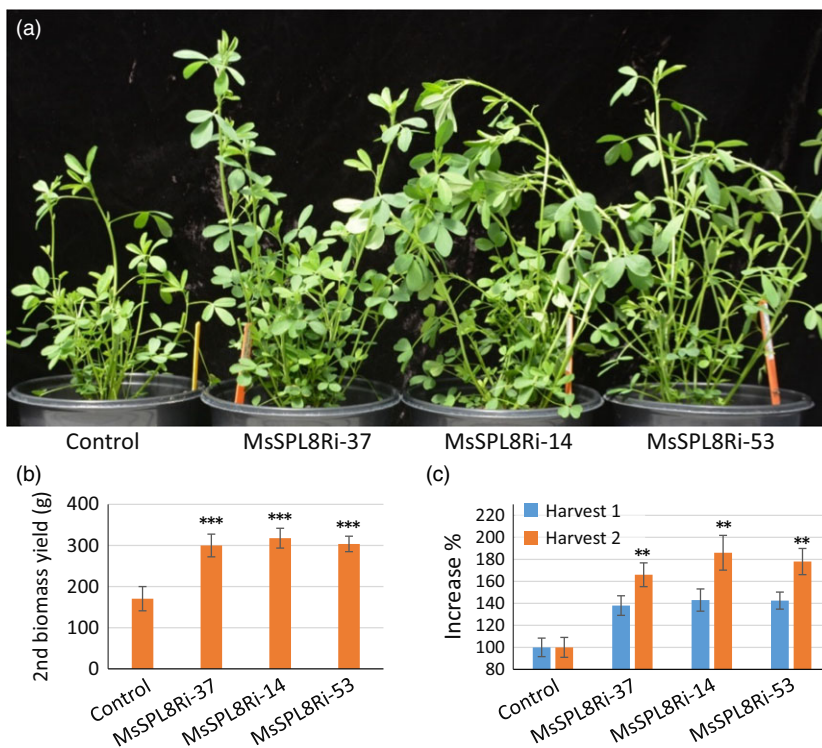 (a)
Control MsSPL8Ri-37 MsSPL8Ri-14 MsSPL8Ri-53
(b)
2nd biomass yield (g)
400
300
200
100
0
*** *** ***
Control MsSPL8Ri-37 MsSPL8Ri-14 MsSPL8Ri-53
(c)
Increase %
220
200
180
160
140
120
100
80
Harvest 1
Harvest 2
** ** **
Control MsSPL8Ri-37 MsSPL8Ri-14 MsSPL8Ri-53